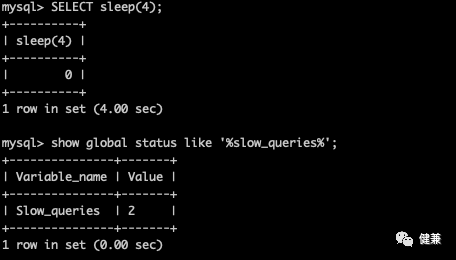 mysql> SELECT sleep(4);
+----------+
| sleep(4) |
+----------+
|        0 |
+----------+
1 row in set (4.00 sec)

mysql> show global status like '%slow_queries%';
+---------------+-------+
| Variable_name | Value |
+---------------+-------+
| Slow_queries  | 2     |
+---------------+-------+
1 row in set (0.00 sec)
健兼